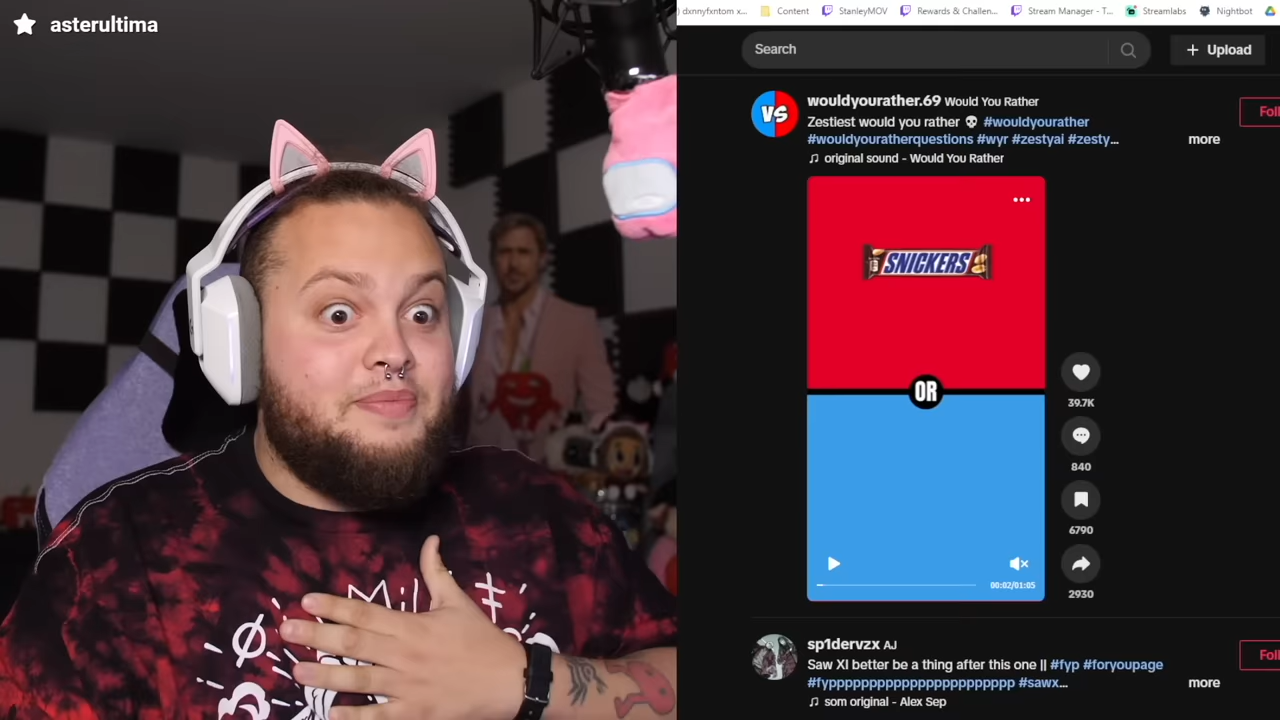 asterultima
) dxnnyfxntom x...
Content
StanleyMOV
Rewards & Challen...
Stream Manager - T...
Streamlabs
Nightbot
Search
+ Upload
VS
wouldyourather.69 Would You Rather
Zestiest would you rather 💀 #wouldyourather
#wouldyouratherquestions #wyr #zestyai #zesty...
more
♫ original sound - Would You Rather
Foll
SNICKERS
OR
39.7K
840
6790
2930
00:02/01:05
sp1dervzx AJ
Saw XI better be a thing after this one || #fyp #foryoupage
#fypppppppppppppppppppppp #sawx...
more
♫ som original - Alex Sep
Foll